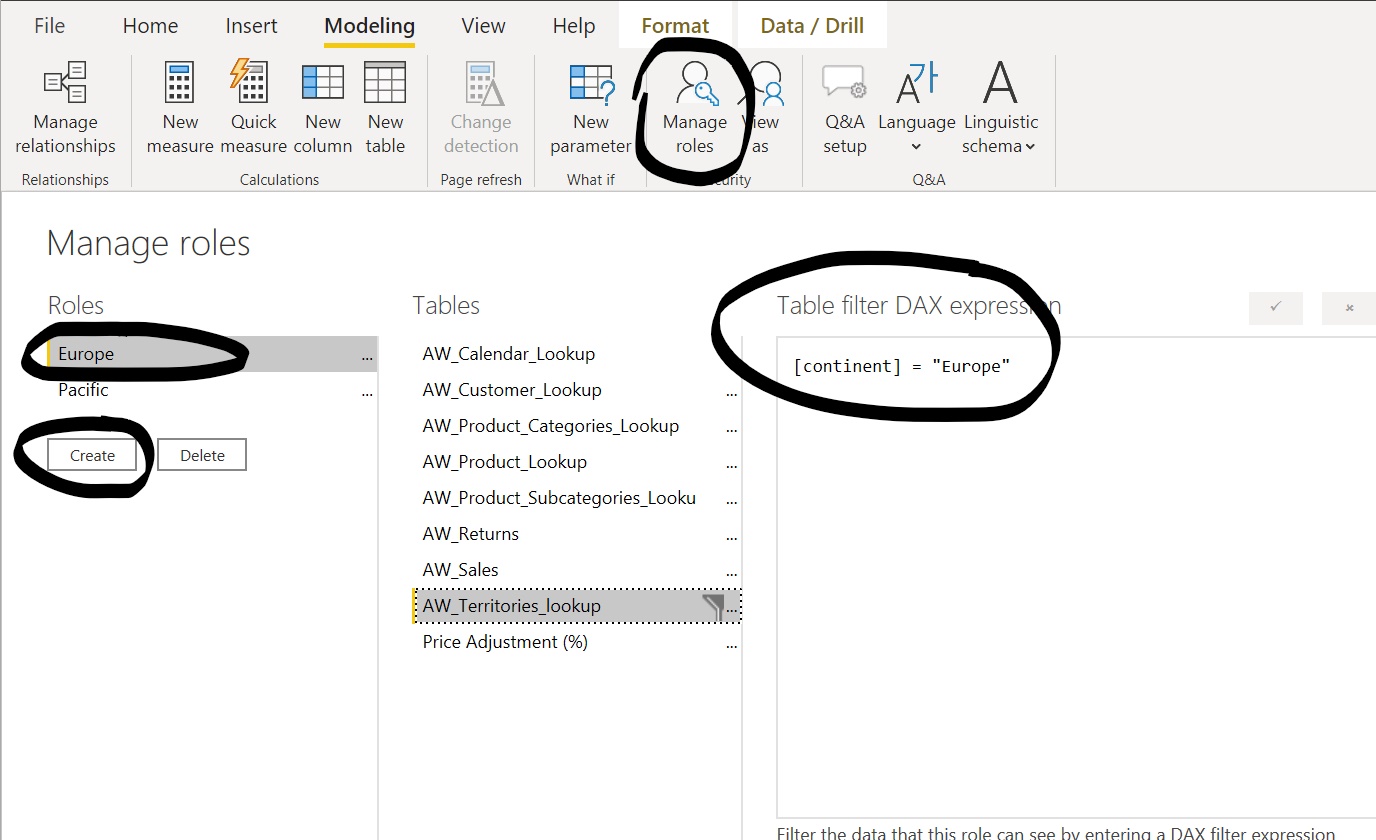 File Home Insert Modeling View Help Format Data / Drill
Manage relationships
New measure
Quick measure
New column
New table
Change detection
New parameter
Manage roles
View as
Q&A setup
Language
Linguistic schema
Relationships Calculations Page refresh What if Q&A
Manage roles
Roles Tables Table filter DAX expression
Europe ...
Pacific ...
Create Delete
AW_Calendar_Lookup
AW_Customer_Lookup ...
AW_Product_Categories_Lookup ...
AW_Product_Lookup ...
AW_Product_Subcategories_Looku ...
AW_Returns ...
AW_Sales ...
AW_Territories_lookup ...
Price Adjustment (%) ...
[continent] = "Europe"
Filter the data that this role can see by entering a DAX filter expression